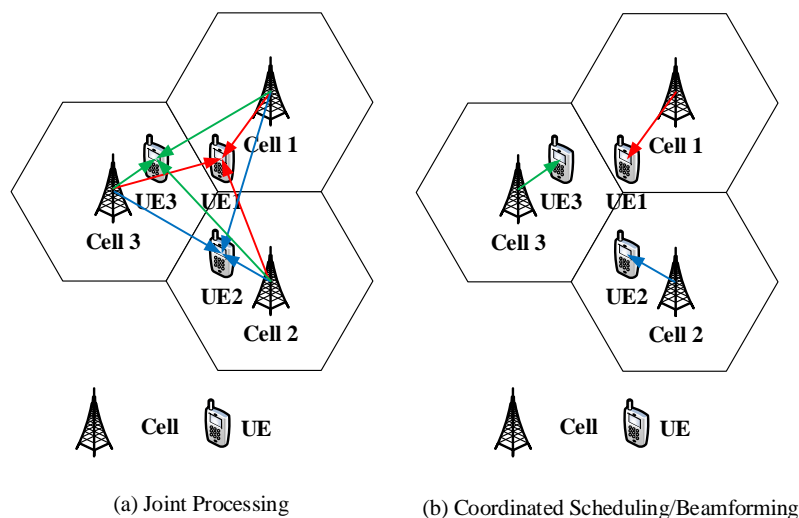 Cell 1
UE3
UE1
Cell 3
UE2
Cell 2
Cell
UE
(a) Joint Processing
Cell 1
UE3
UE1
Cell 3
UE2
Cell 2
Cell
UE
(b) Coordinated Scheduling/Beamforming